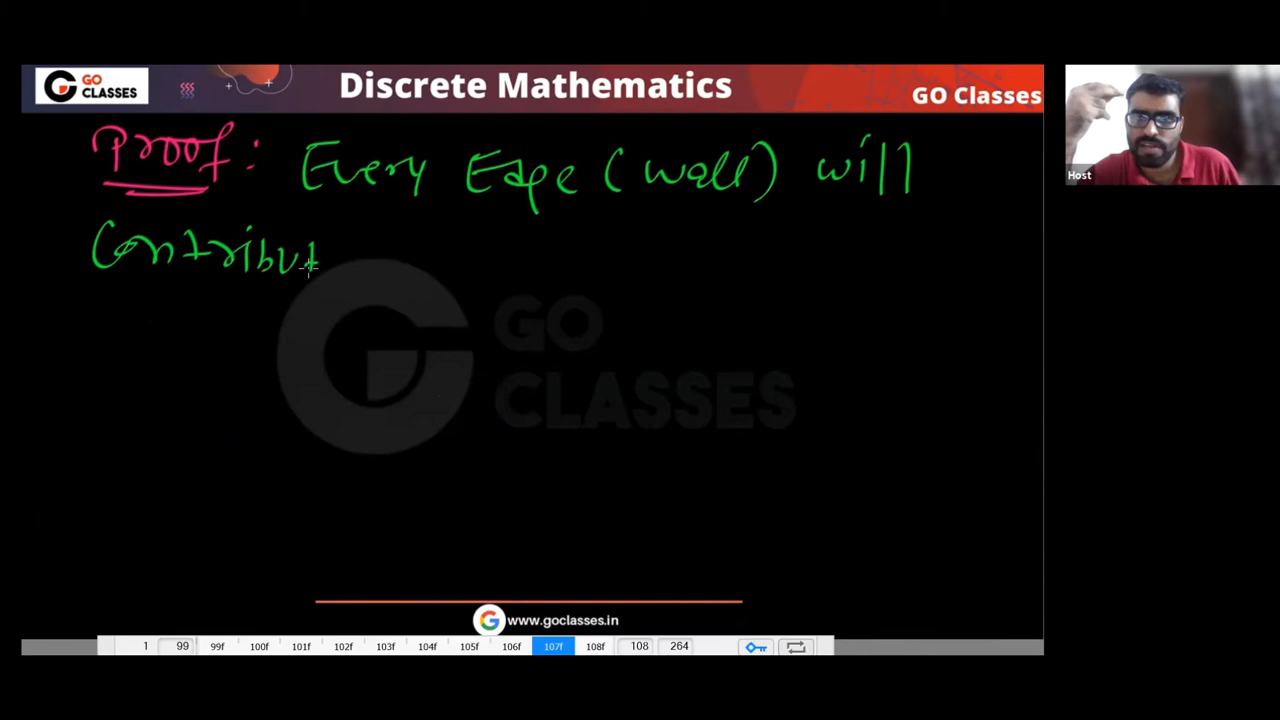 GO
CLASSES
Discrete Mathematics
GO Classes
Proof : Every Edge (wall) will
Contribut
GO
CLASSES
Host
www.goclasses.in
1 99 99f 100f 101f 102f 103f 104f 105f 106f 107f 108f 108 264